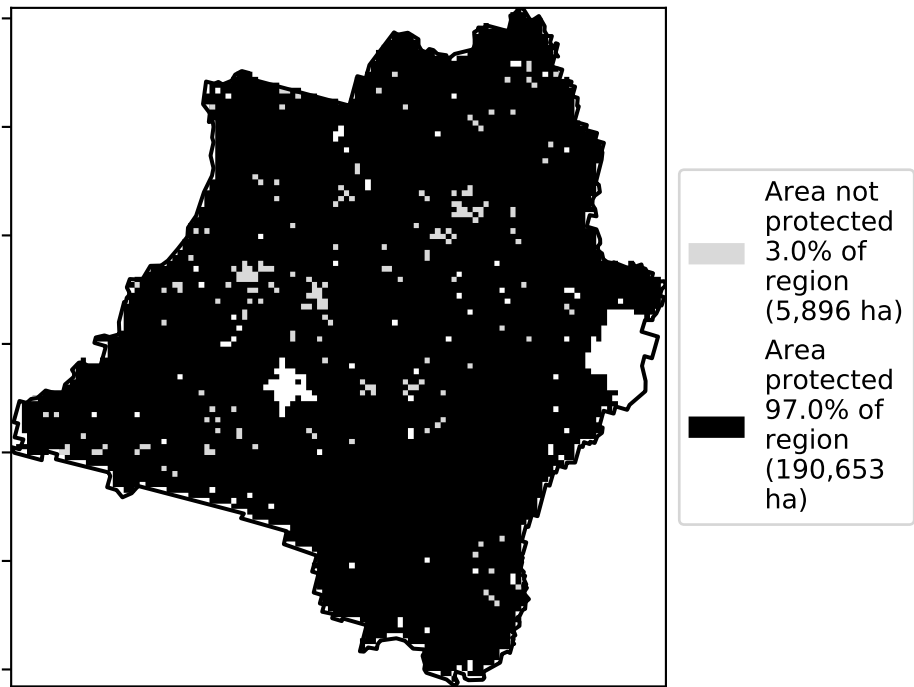 Area not
protected
3.0% of
region
(5,896 ha)
Area
protected
97.0% of
region
(190,653
ha)